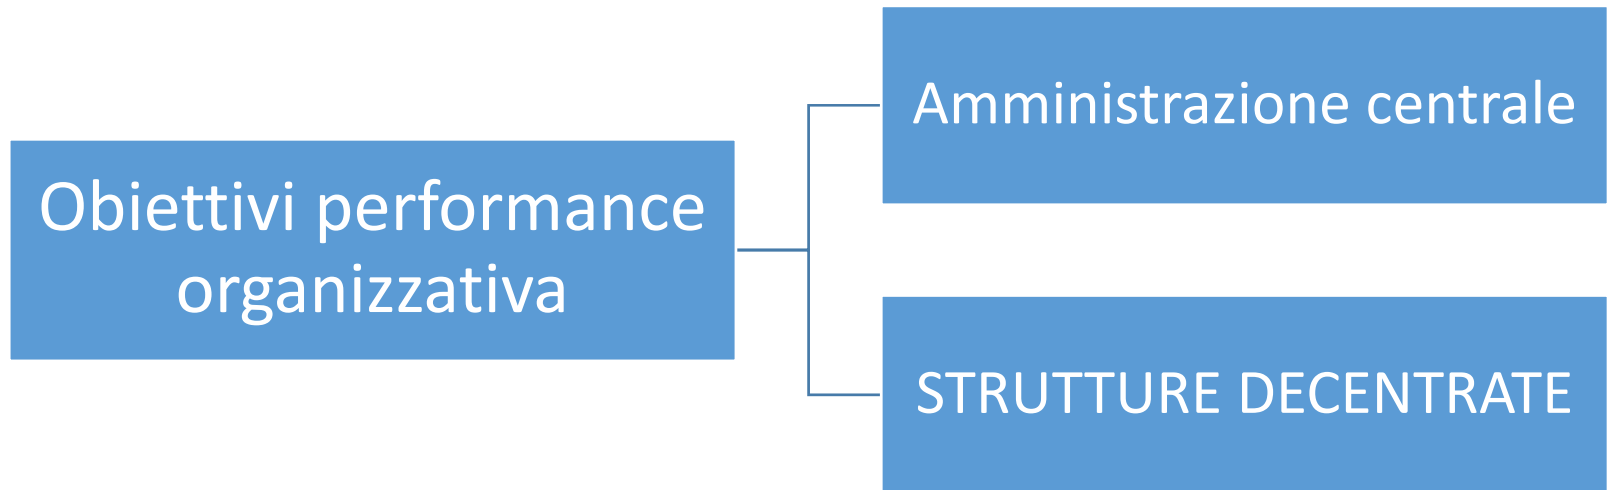 Obiettivi performance
organizzativa
Amministrazione centrale
STRUTTURE DECENTRATE